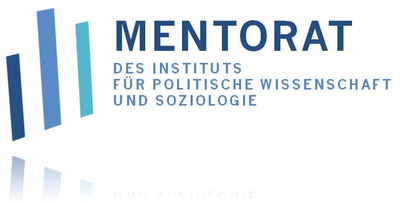 MENTORAT
DES INSTITUTS
FÜR POLITISCHE WISSENSCHAFT
UND SOZIOLOGIE